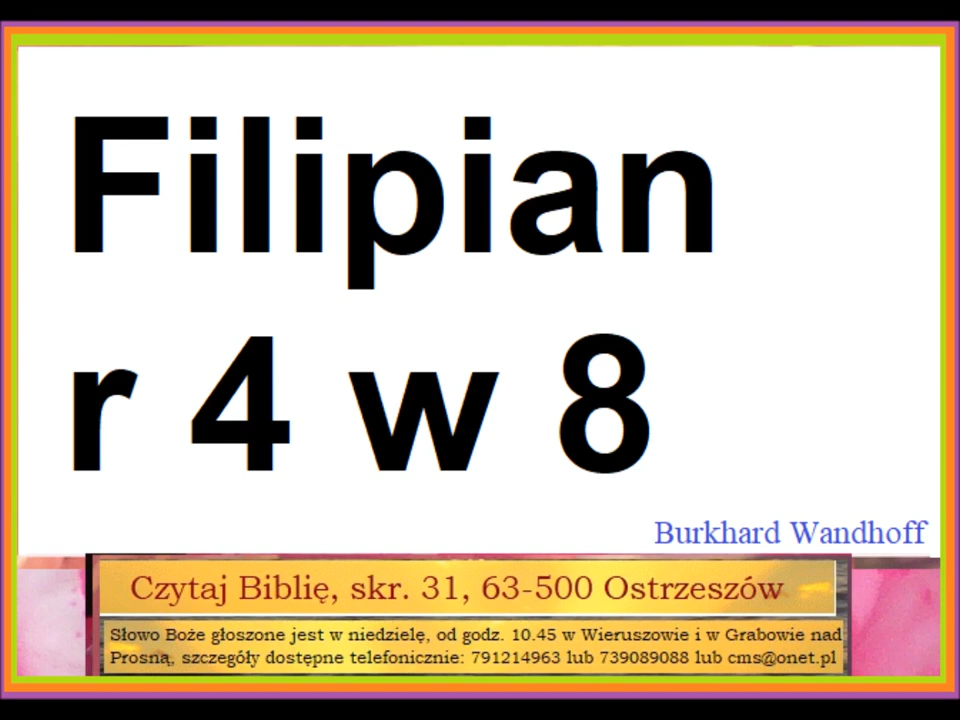 Filipian
r 4 w 8
Burkhard Wandhoff
Czytaj Biblię, skr. 31, 63-500 Ostrzeszów
Słowo Boże głoszone jest w niedzielę, od godz. 10.45 w Wieruszowie i w Grabowie nad
Prosną, szczegóły dostępne telefonicznie: 791214963 lub 739089088 lub cms@onet.pl